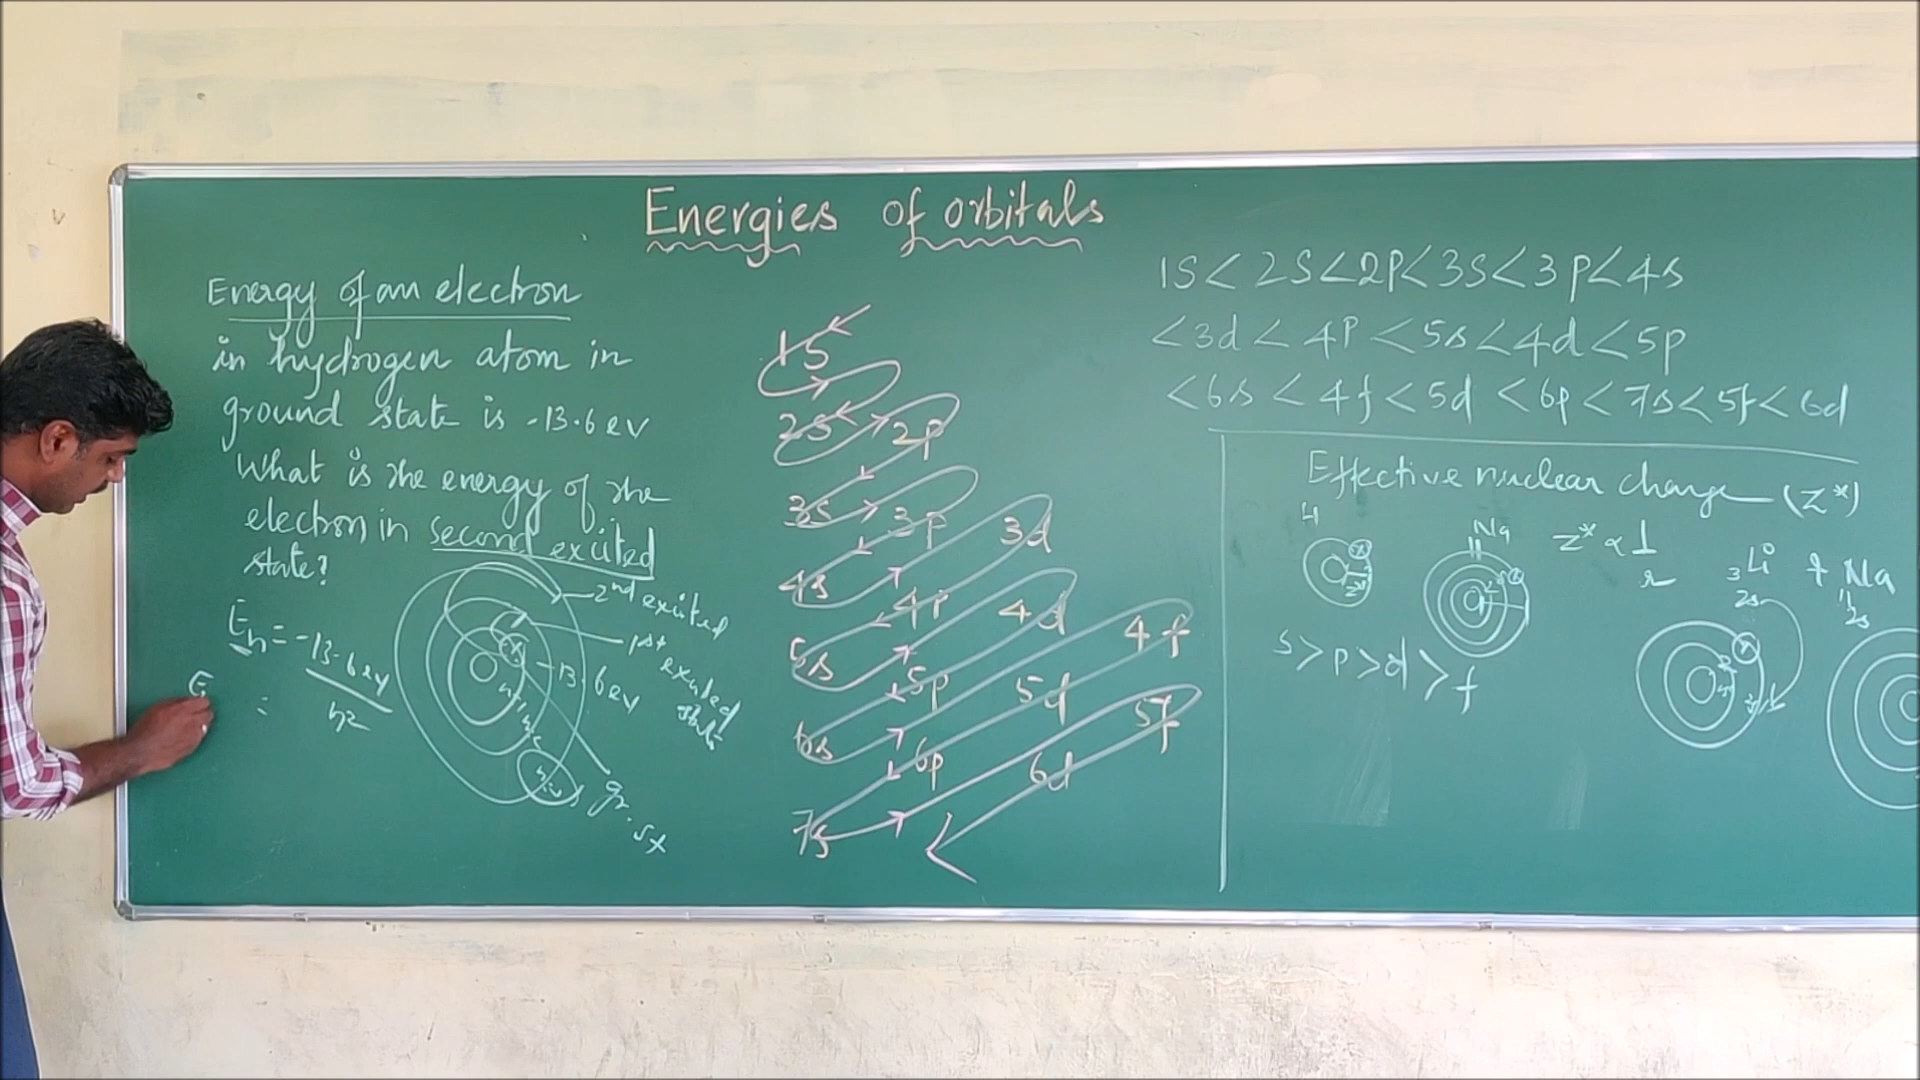 Energies of orbitals
Energy of an electron
in hydrogen atom in
ground state is -13.6 ev
What is the energy of the
electron in second excited
state?
2nd excited
1st excited
state
-13.6 ev
En = -13.6 ev
n2
E =
1s
2s 2p
3s 3p 3d
4s 4p 4d 4f
5s 5p 5d 5f
6s 6p 6d
7s
1s < 2s < 2p < 3s < 3p < 4s
< 3d < 4p < 5s < 4d < 5p
< 6s < 4f < 5d < 6p < 7s < 5f < 6d
Effective nuclear charge (Z*)
Na
Z* ∝ 1
r
3Li
2s
Na
s > p > d > f